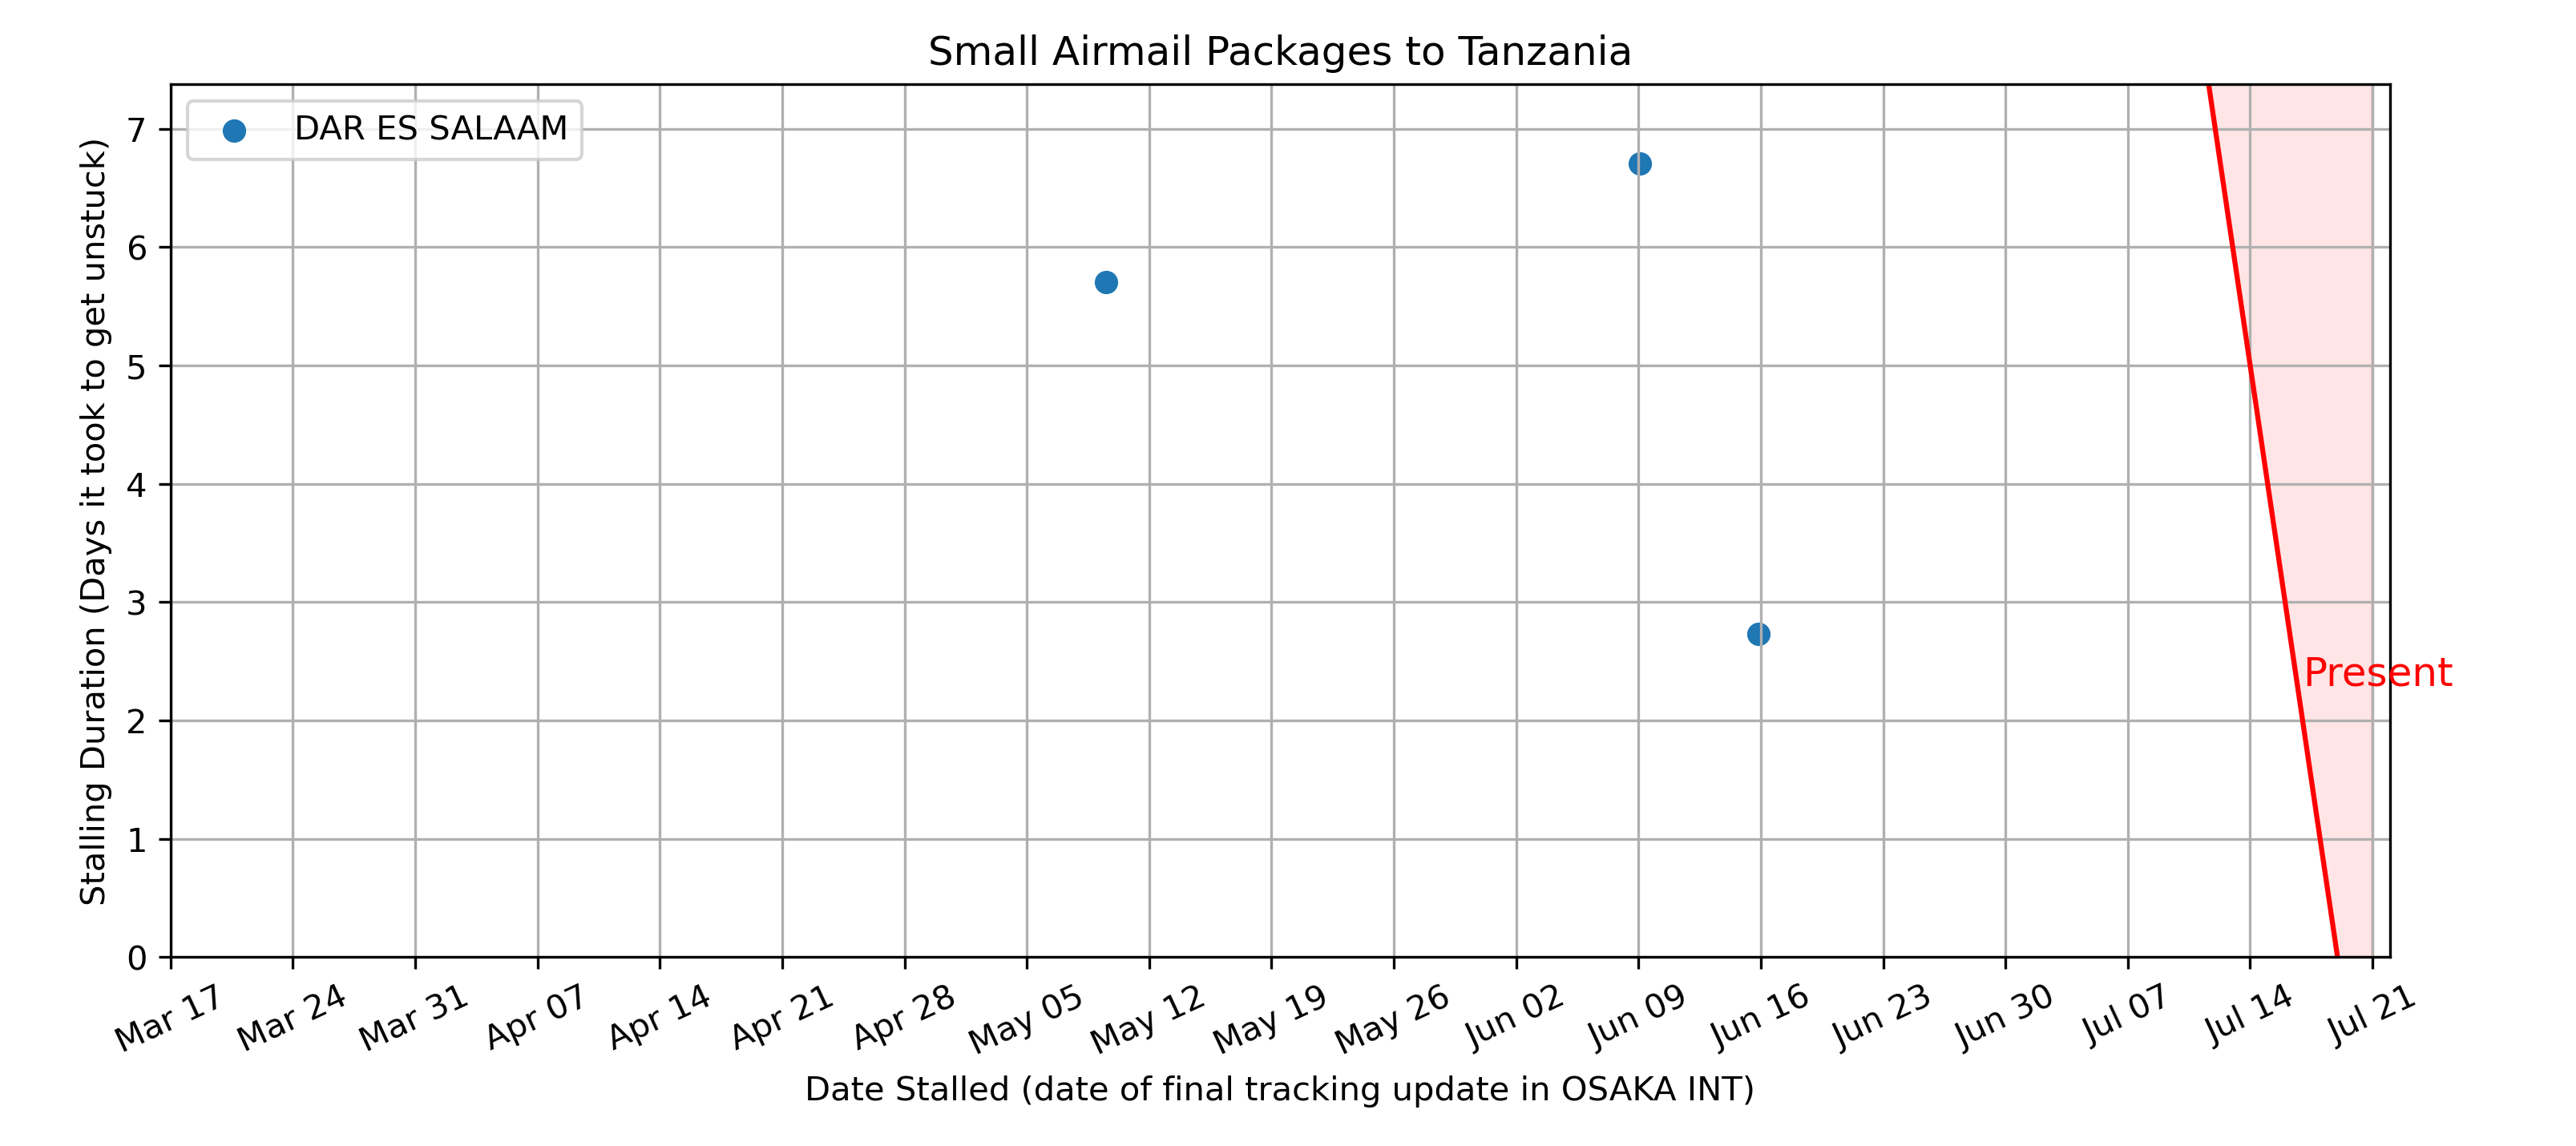 Small Airmail Packages to Tanzania
DAR ES SALAAM
Stalling Duration (Days it took to get unstuck)
7
6
5
4
3
2
1
0
Present
Mar 17 Mar 24 Mar 31 Apr 07 Apr 14 Apr 21 Apr 28 May 05 May 12 May 19 May 26 Jun 02 Jun 09 Jun 16 Jun 23 Jun 30 Jul 07 Jul 14 Jul 21
Date Stalled (date of final tracking update in OSAKA INT)